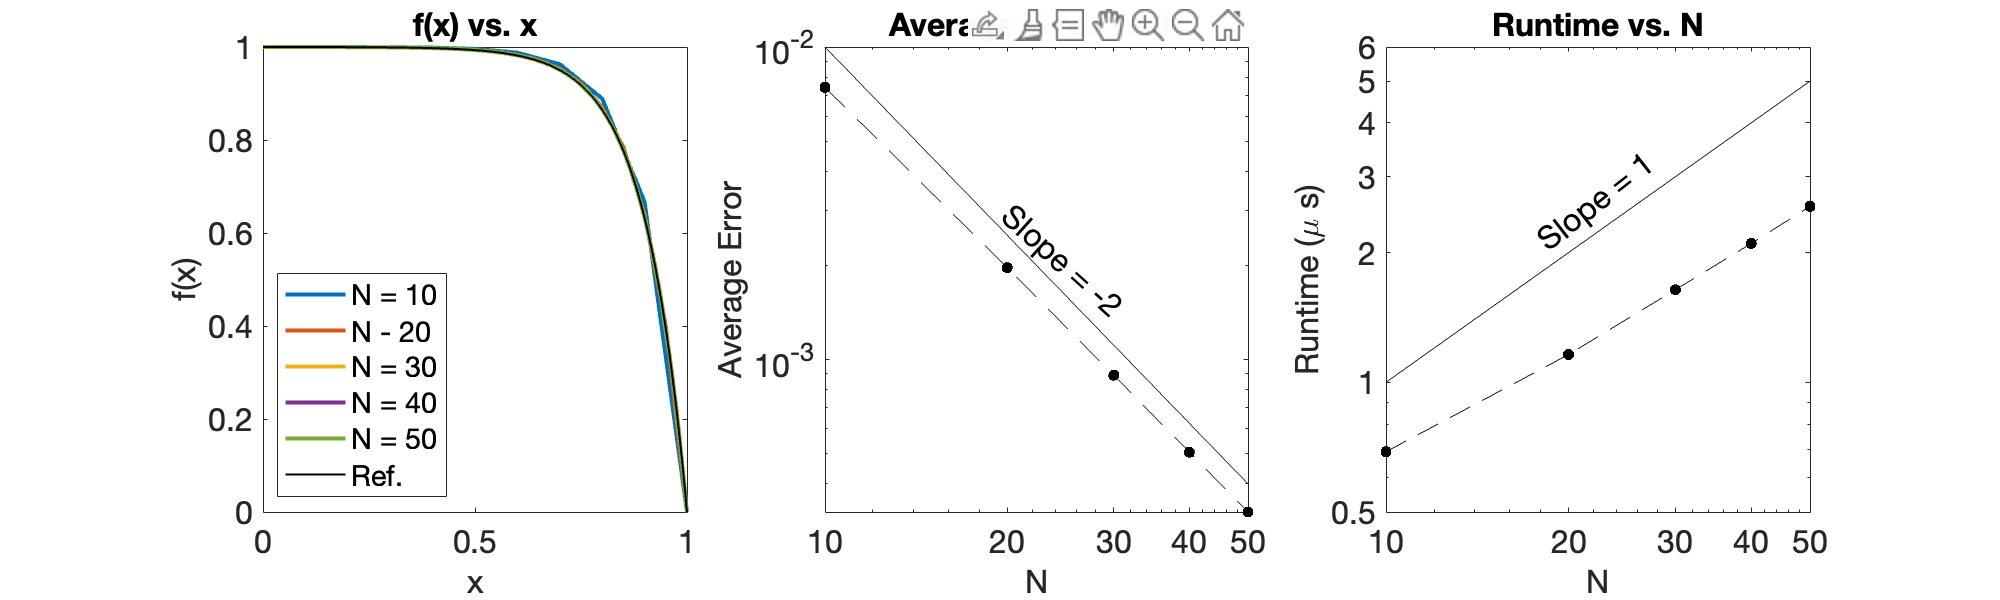 f(x) vs. x
1
0.8
0.6
0.4
0.2
0
f(x)
N = 10
N - 20
N = 30
N = 40
N = 50
Ref.
0 0.5 1
x
10-2
10-3
Average Error
Slope = -2
10 20 30 40 50
N
Runtime vs. N
6
5
4
3
2
1
0.5
Runtime (μ s)
Slope = 1
10 20 30 40 50
N